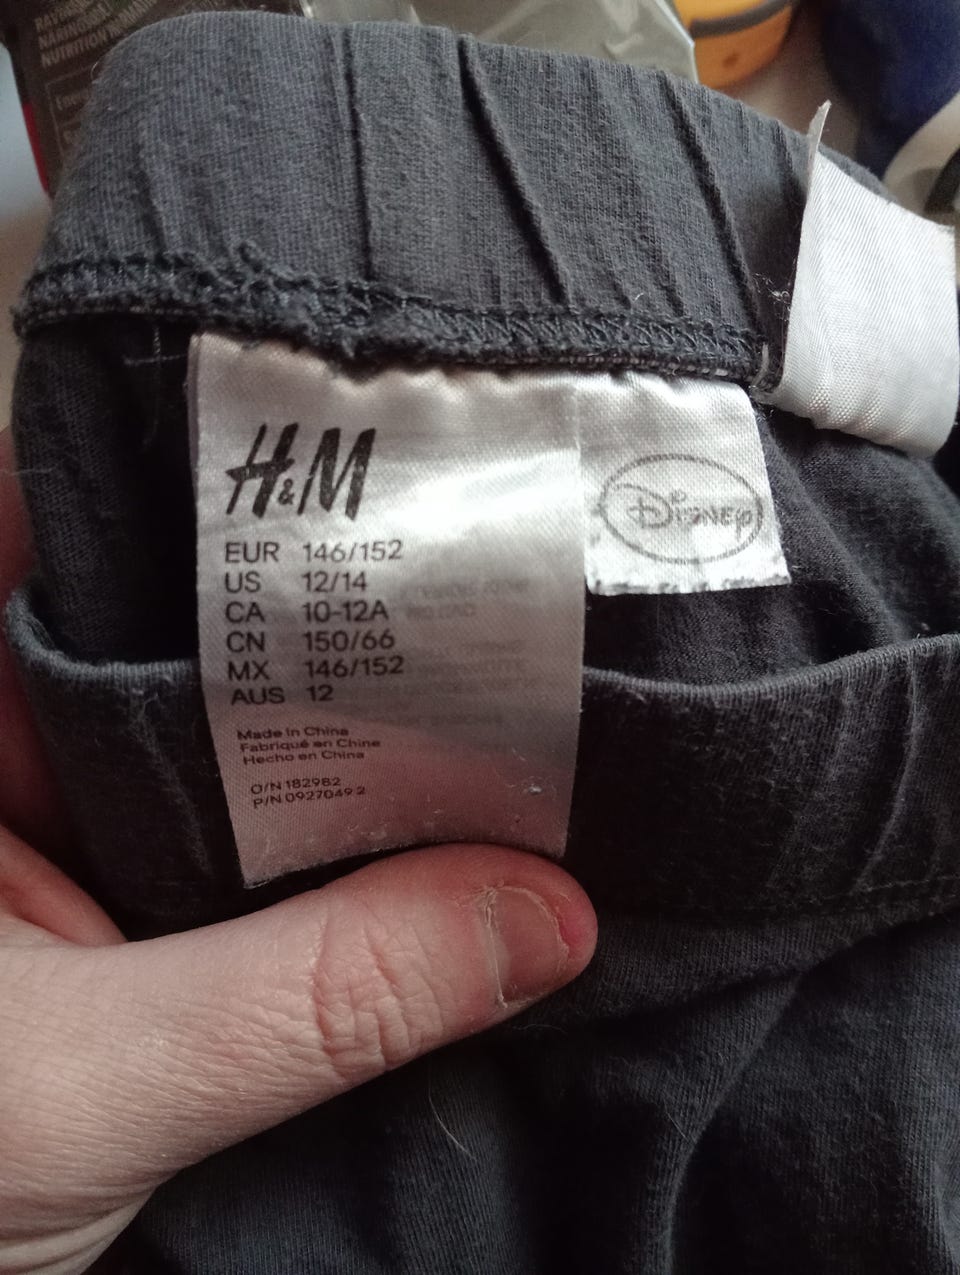 NUTRITION
H&M
EUR 146/152
US 12/14
CA 10-12A
CN 150/66
MX 146/152
AUS 12
Made in China
Fabriqué en Chine
Hecho en China
O/N 182982
P/N 0927049 2
Disney